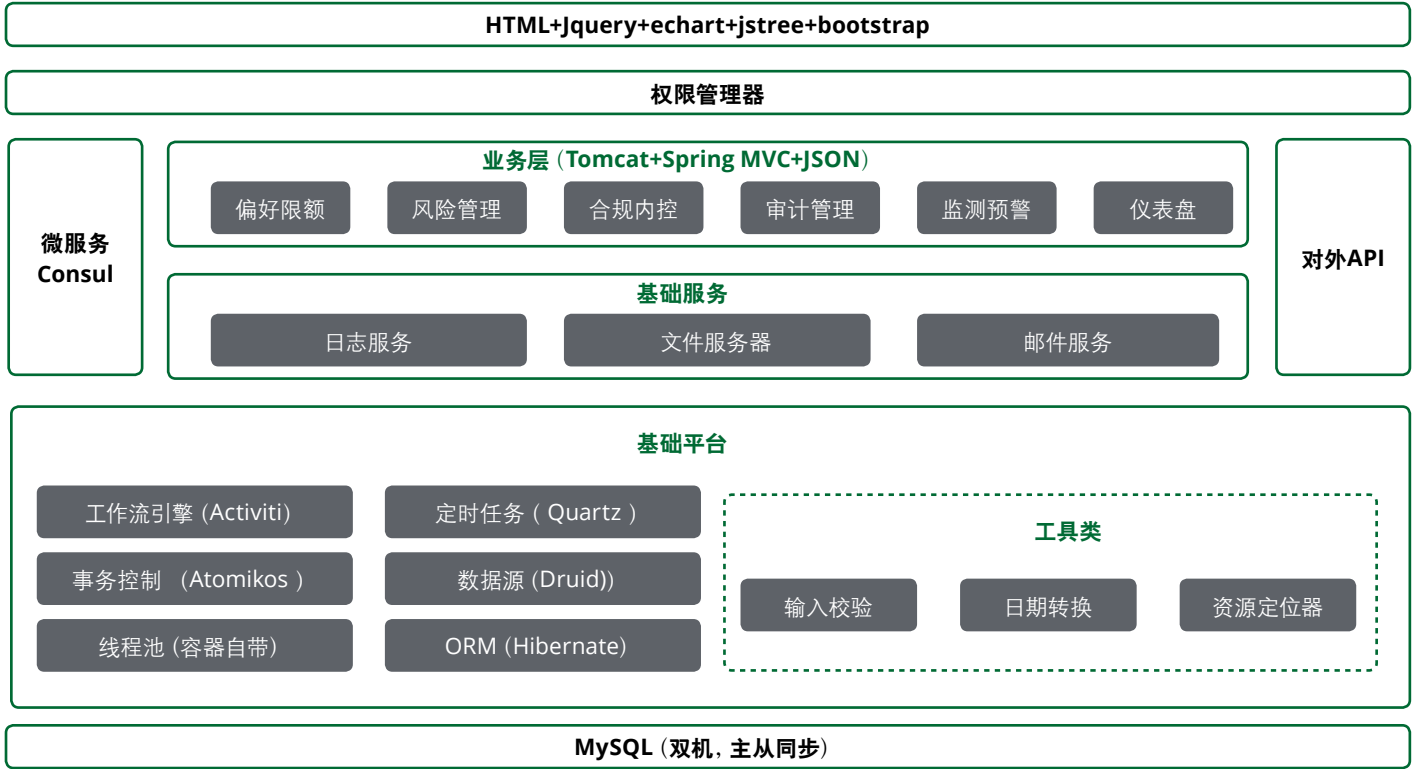 HTML+Jquery+echart+jstree+bootstrap
权限管理器
微服务
Consul
业务层（Tomcat+Spring MVC+JSON）
偏好限额
风险管理
合规内控
审计管理
监测预警
仪表盘
基础服务
日志服务
文件服务器
邮件服务
对外API
基础平台
工作流引擎 (Activiti)
定时任务 ( Quartz )
事务控制 （Atomikos ）
数据源 (Druid))
线程池 (容器自带)
ORM (Hibernate)
工具类
输入校验
日期转换
资源定位器
MySQL（双机，主从同步）